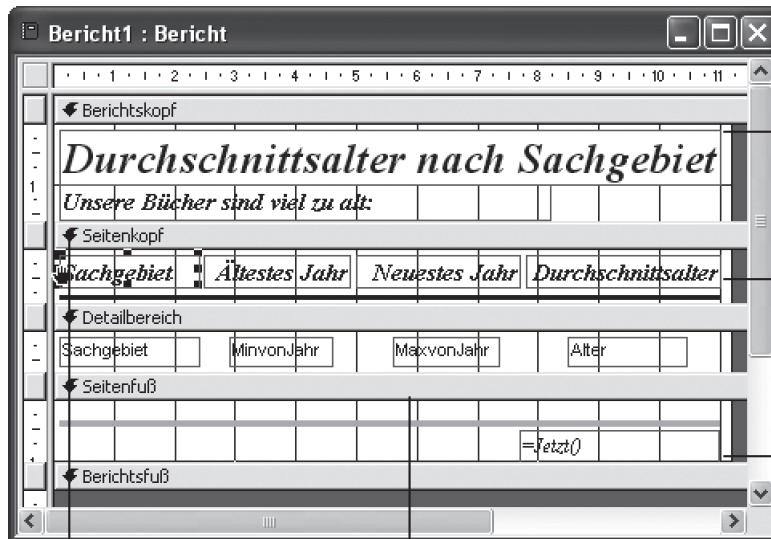 Bericht1 : Bericht
1 2 3 4 5 6 7 8 9 10 11
Berichtskopf
Durchschnittsalter nach Sachgebiet
1
Unsere Bücher sind viel zu alt:
Seitenkopf
Sachgebiet Ältestes Jahr Neuestes Jahr Durchschnittsalter
Detailbereich
Sachgebiet MinvonJahr MaxvonJahr Alter
Seitenfuß
=Jetzt()
1
Berichtsfuß